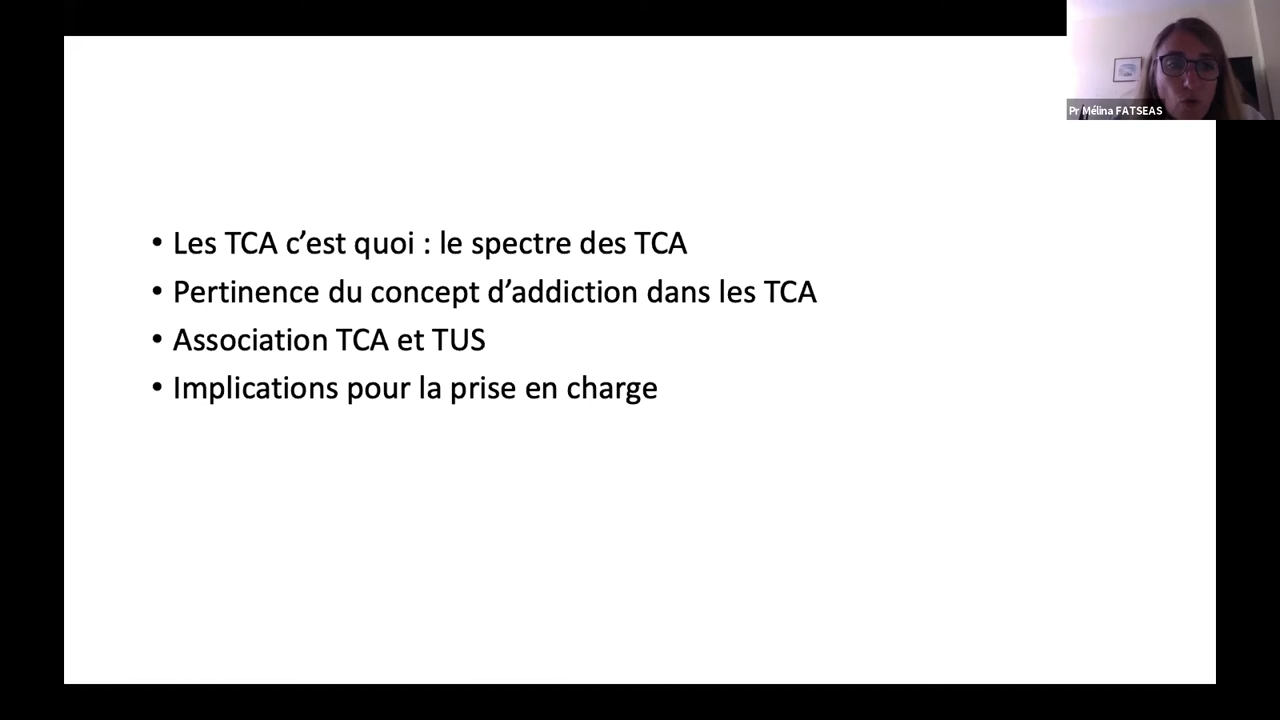 Pr Mélina FATSEAS
• Les TCA c’est quoi : le spectre des TCA
• Pertinence du concept d’addiction dans les TCA
• Association TCA et TUS
• Implications pour la prise en charge